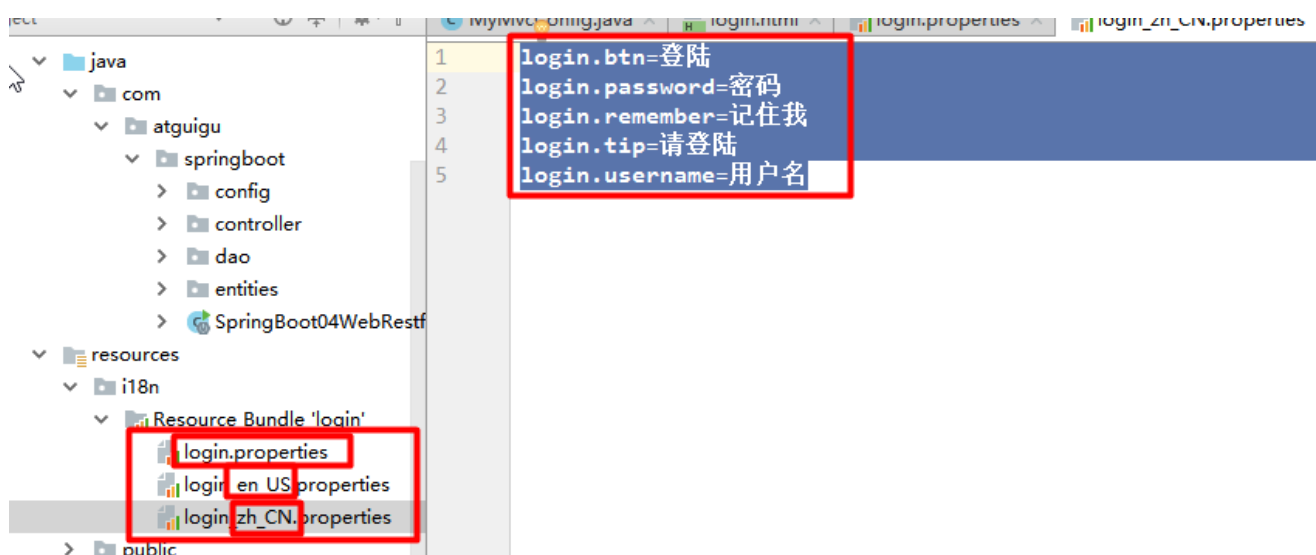 MyMvcConfig.java
login.html
login.properties
login_zh_CN.properties
java
com
atguigu
springboot
config
controller
dao
entities
SpringBoot04WebRestf
resources
i18n
Resource Bundle 'login'
login.properties
login_en_US.properties
login_zh_CN.properties
public
1 login.btn=登陆
2 login.password=密码
3 login.remember=记住我
4 login.tip=请登陆
5 login.username=用户名